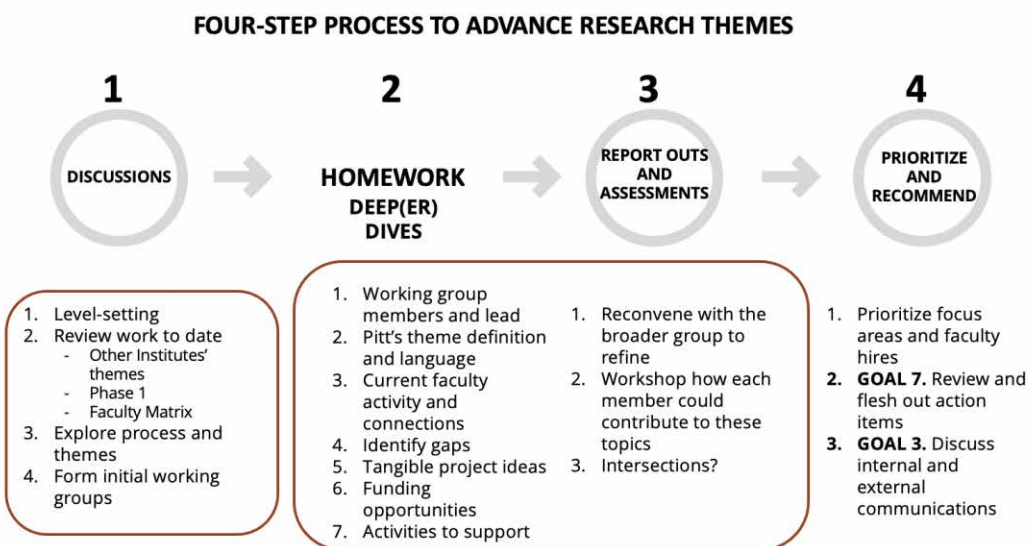 FOUR-STEP PROCESS TO ADVANCE RESEARCH THEMES
1
DISCUSSIONS
1. Level-setting
2. Review work to date
- Other Institutes'
themes
- Phase 1
- Faculty Matrix
3. Explore process and
themes
4. Form initial working
groups
2
HOMEWORK
DEEP(ER)
DIVES
1. Working group
members and lead
2. Pitt's theme definition
and language
3. Current faculty
activity and
connections
4. Identify gaps
5. Tangible project ideas
6. Funding
opportunities
7. Activities to support
3
REPORT OUTS
AND
ASSESSMENTS
1. Reconvene with the
broader group to
refine
2. Workshop how each
member could
contribute to these
topics
3. Intersections?
4
PRIORITIZE
AND
RECOMMEND
1. Prioritize focus
areas and faculty
hires
2. GOAL 7. Review and
flesh out action
items
3. GOAL 3. Discuss
internal and
external
communications